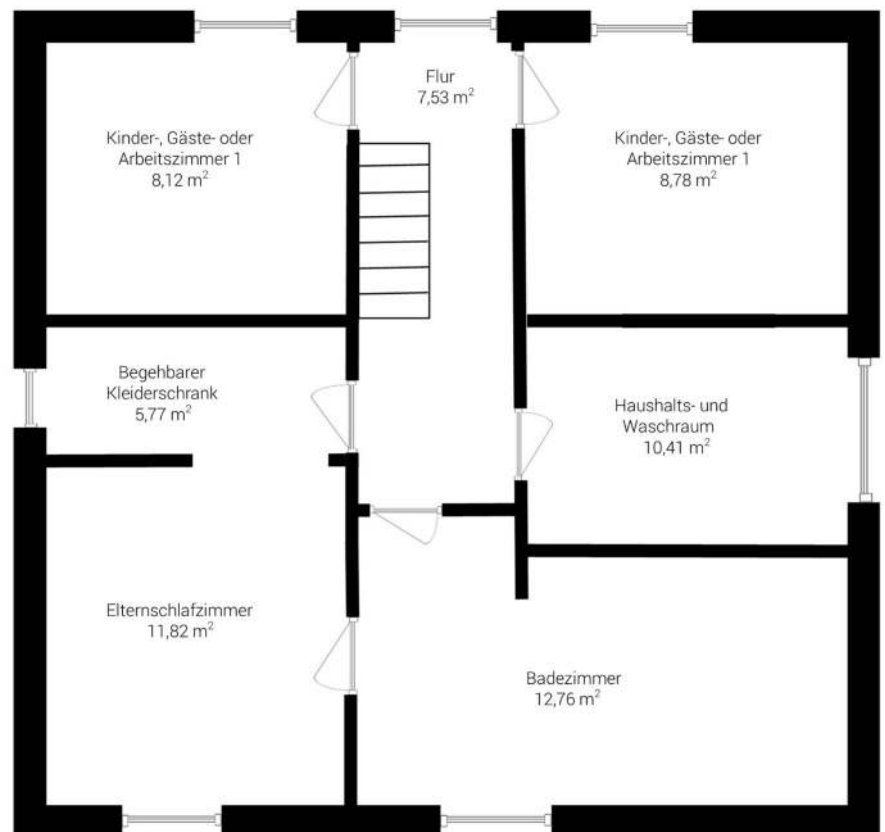 Flur
7,53 m²
Kinder-, Gäste- oder
Arbeitszimmer 1
8,12 m²
Kinder-, Gäste- oder
Arbeitszimmer 1
8,78 m²
Begehbarer
Kleiderschrank
5,77 m²
Haushalts- und
Waschraum
10,41 m²
Elternschlafzimmer
11,82 m²
Badezimmer
12,76 m²